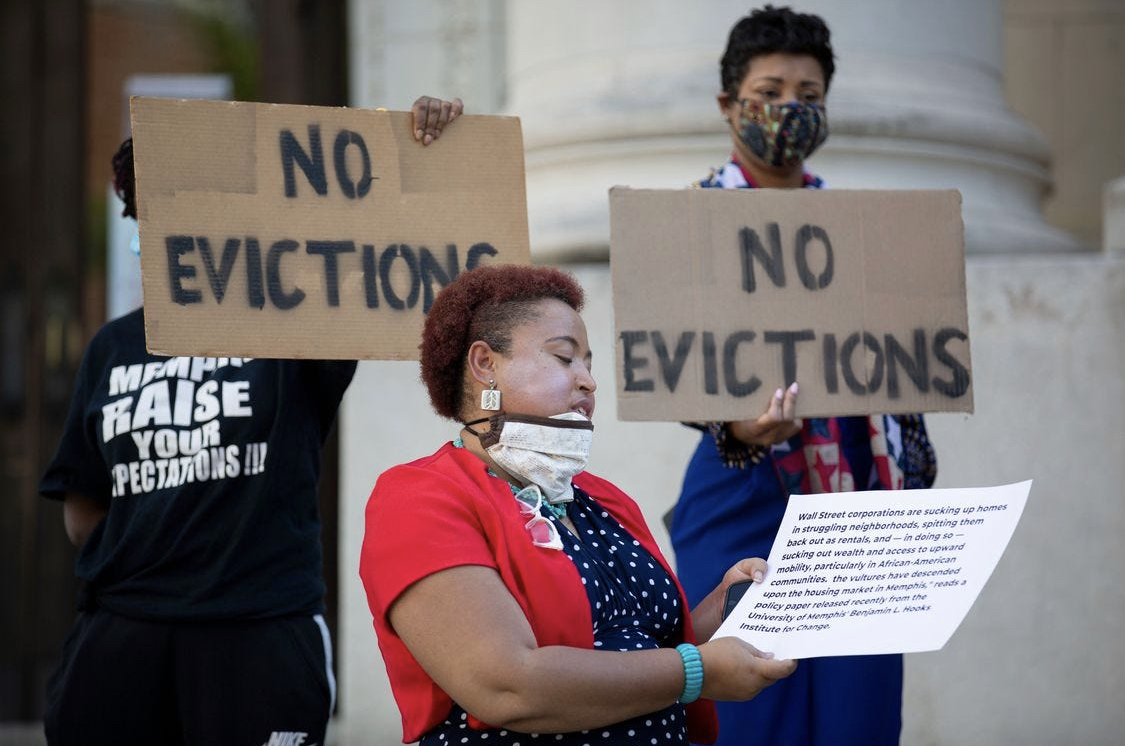 NO
EVICTIONS
NO
EVICTIONS
MEMPHIS
RAISE
YOUR
EXPECTATIONS !!!
Wall Street corporations are sucking up homes
in struggling neighborhoods, spitting them
back out as rentals, and — in doing so —
sucking out wealth and access to upward
mobility, particularly in African-American
communities. the vultures have descended
upon the housing market in Memphis," reads a
policy paper released recently from the
University of Memphis' Benjamin L. Hooks
Institute for Change.
NIKE